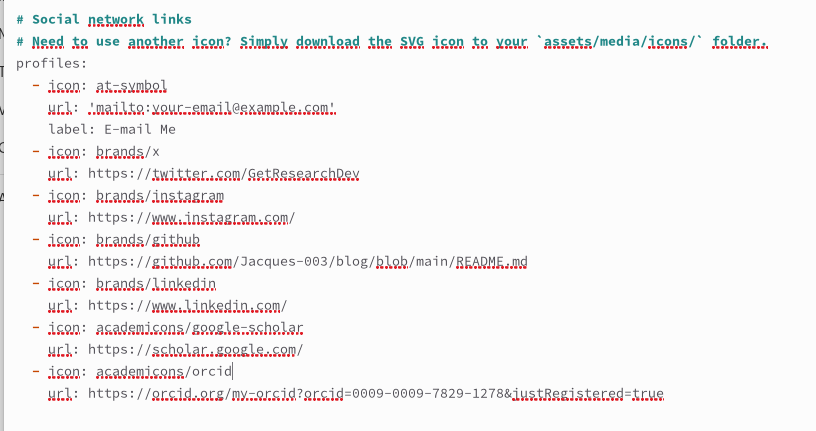 # Social network links
# Need to use another icon? Simply download the SVG icon to your `assets/media/icons/` folder.
profiles:
  - icon: at-symbol
    url: 'mailto:your-email@example.com'
    label: E-mail Me
  - icon: brands/x
    url: https://twitter.com/GetResearchDev
  - icon: brands/instagram
    url: https://www.instagram.com/
  - icon: brands/github
    url: https://github.com/Jacques-003/blog/blob/main/README.md
  - icon: brands/linkedin
    url: https://www.linkedin.com/
  - icon: academicons/google-scholar
    url: https://scholar.google.com/
  - icon: academicons/orcid
    url: https://orcid.org/my-orcid?orcid=0009-0009-7829-1278&justRegistered=true